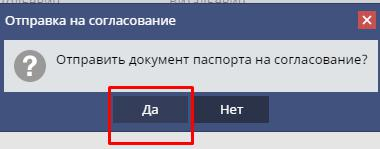 Отправка на согласование
Отправить документ паспорта на согласование?
Да Нет